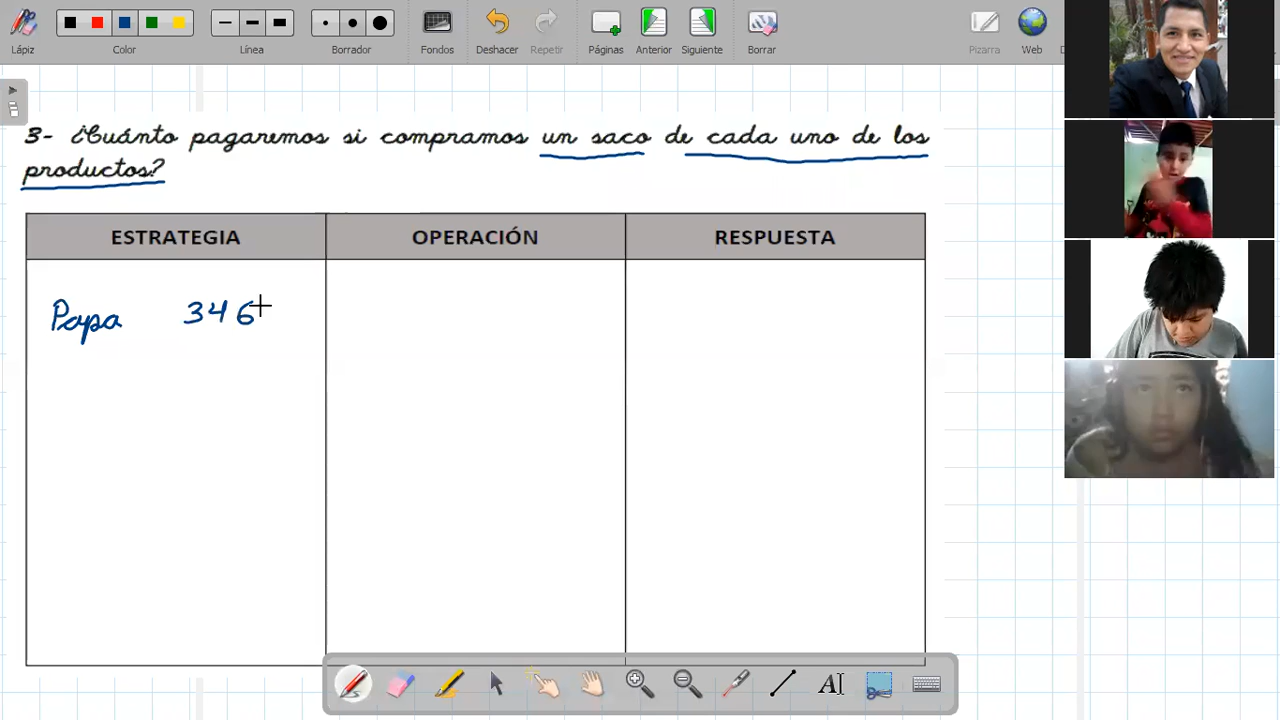 Lápiz
Color
Línea
Borrador
Fondos
Deshacer
Repetir
Páginas
Anterior
Siguiente
Borrar
Pizarra
Web
3- ¿Cuánto pagaremos si compramos un saco de cada uno de los
productos?
ESTRATEGIA OPERACIÓN RESPUESTA
Papa 346